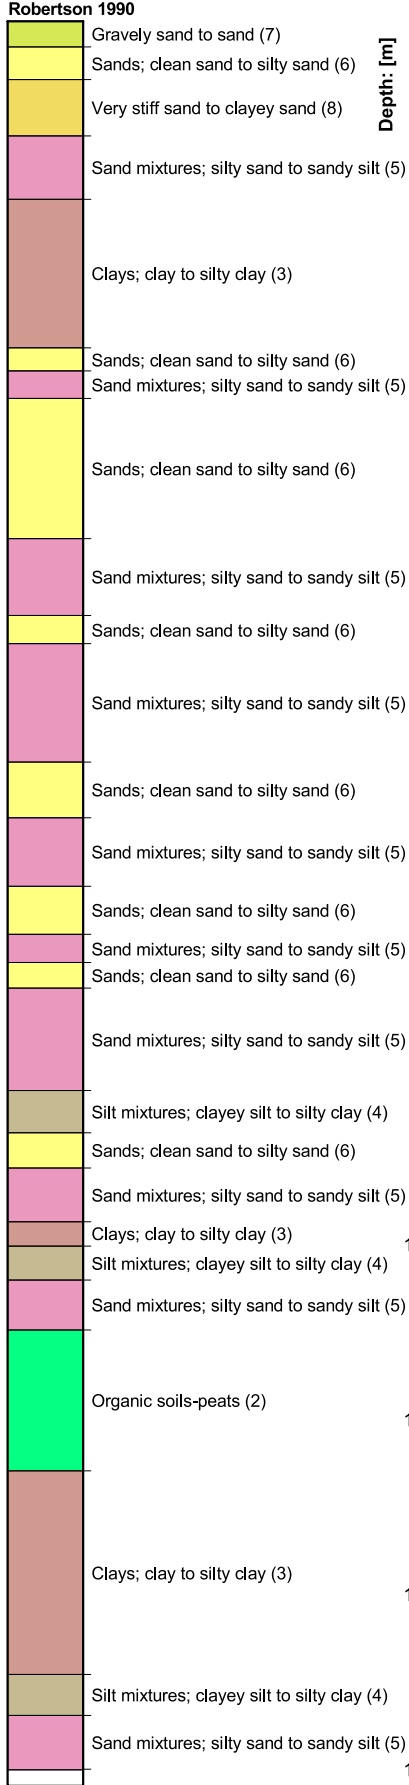 Robertson 1990
Depth: [m]
Gravely sand to sand (7)
Sands; clean sand to silty sand (6)
Very stiff sand to clayey sand (8)
Sand mixtures; silty sand to sandy silt (5)
Clays; clay to silty clay (3)
Sands; clean sand to silty sand (6)
Sand mixtures; silty sand to sandy silt (5)
Sands; clean sand to silty sand (6)
Sand mixtures; silty sand to sandy silt (5)
Sands; clean sand to silty sand (6)
Sand mixtures; silty sand to sandy silt (5)
Sands; clean sand to silty sand (6)
Sand mixtures; silty sand to sandy silt (5)
Sands; clean sand to silty sand (6)
Sand mixtures; silty sand to sandy silt (5)
Sands; clean sand to silty sand (6)
Sand mixtures; silty sand to sandy silt (5)
Silt mixtures; clayey silt to silty clay (4)
Sands; clean sand to silty sand (6)
Sand mixtures; silty sand to sandy silt (5)
Clays; clay to silty clay (3)
Silt mixtures; clayey silt to silty clay (4)
Sand mixtures; silty sand to sandy silt (5)
Organic soils-peats (2)
Clays; clay to silty clay (3)
Silt mixtures; clayey silt to silty clay (4)
Sand mixtures; silty sand to sandy silt (5)